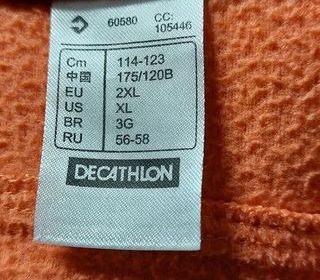 60580 CC:
105446
Cm 114-123
中国 175/120B
EU 2XL
US XL
BR 3G
RU 56-58
DECATHLON